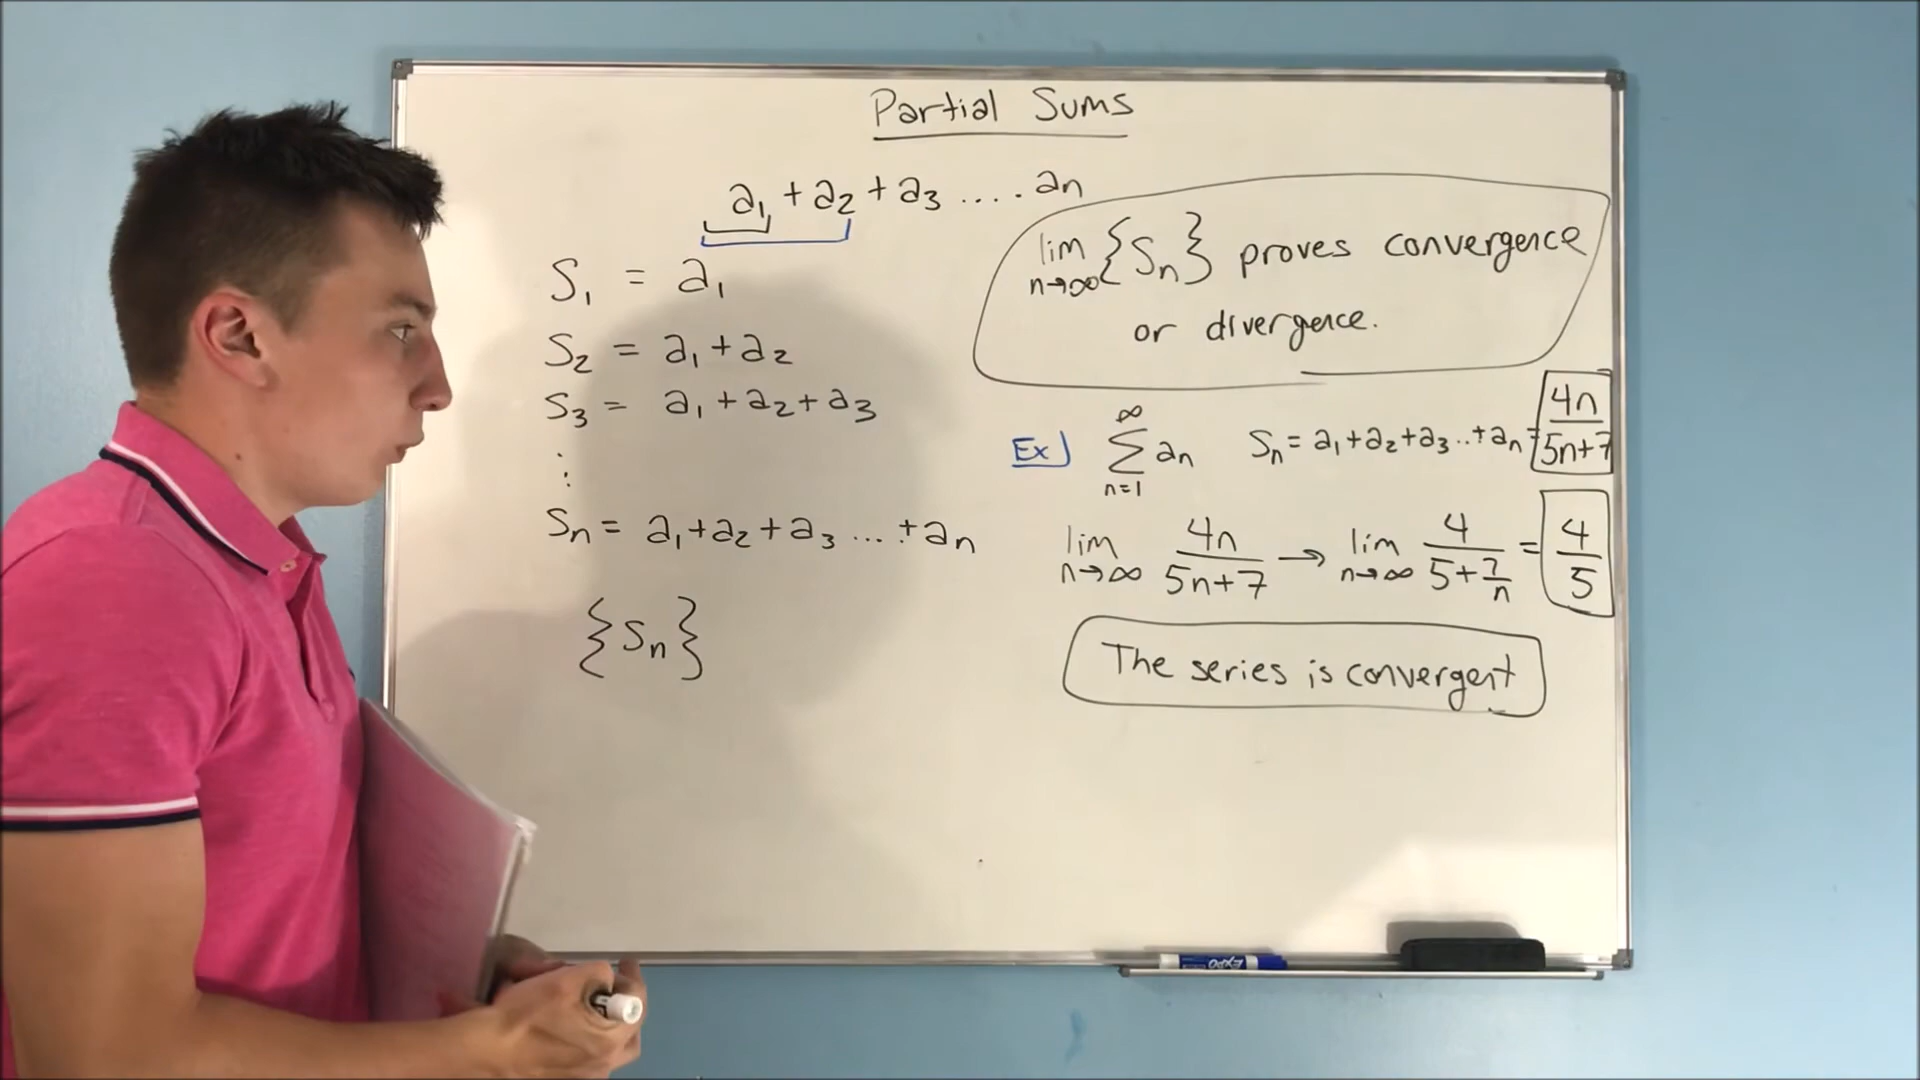 Partial Sums
a₁ + a₂ + a₃ .... aₙ
S₁ = a₁
S₂ = a₁ + a₂
S₃ = a₁ + a₂ + a₃
⋮
Sₙ = a₁ + a₂ + a₃ ... + aₙ
{Sₙ}
lim n→∞ {Sₙ} proves convergence
or divergence.
Ex) ∞ Σ n=1 aₙ Sₙ = a₁ + a₂ + a₃ .. + aₙ = 4n/5n+7
lim n→∞ 4n/5n+7 → lim n→∞ 4/5+7/n = 4/5
The series is convergent
EXPO